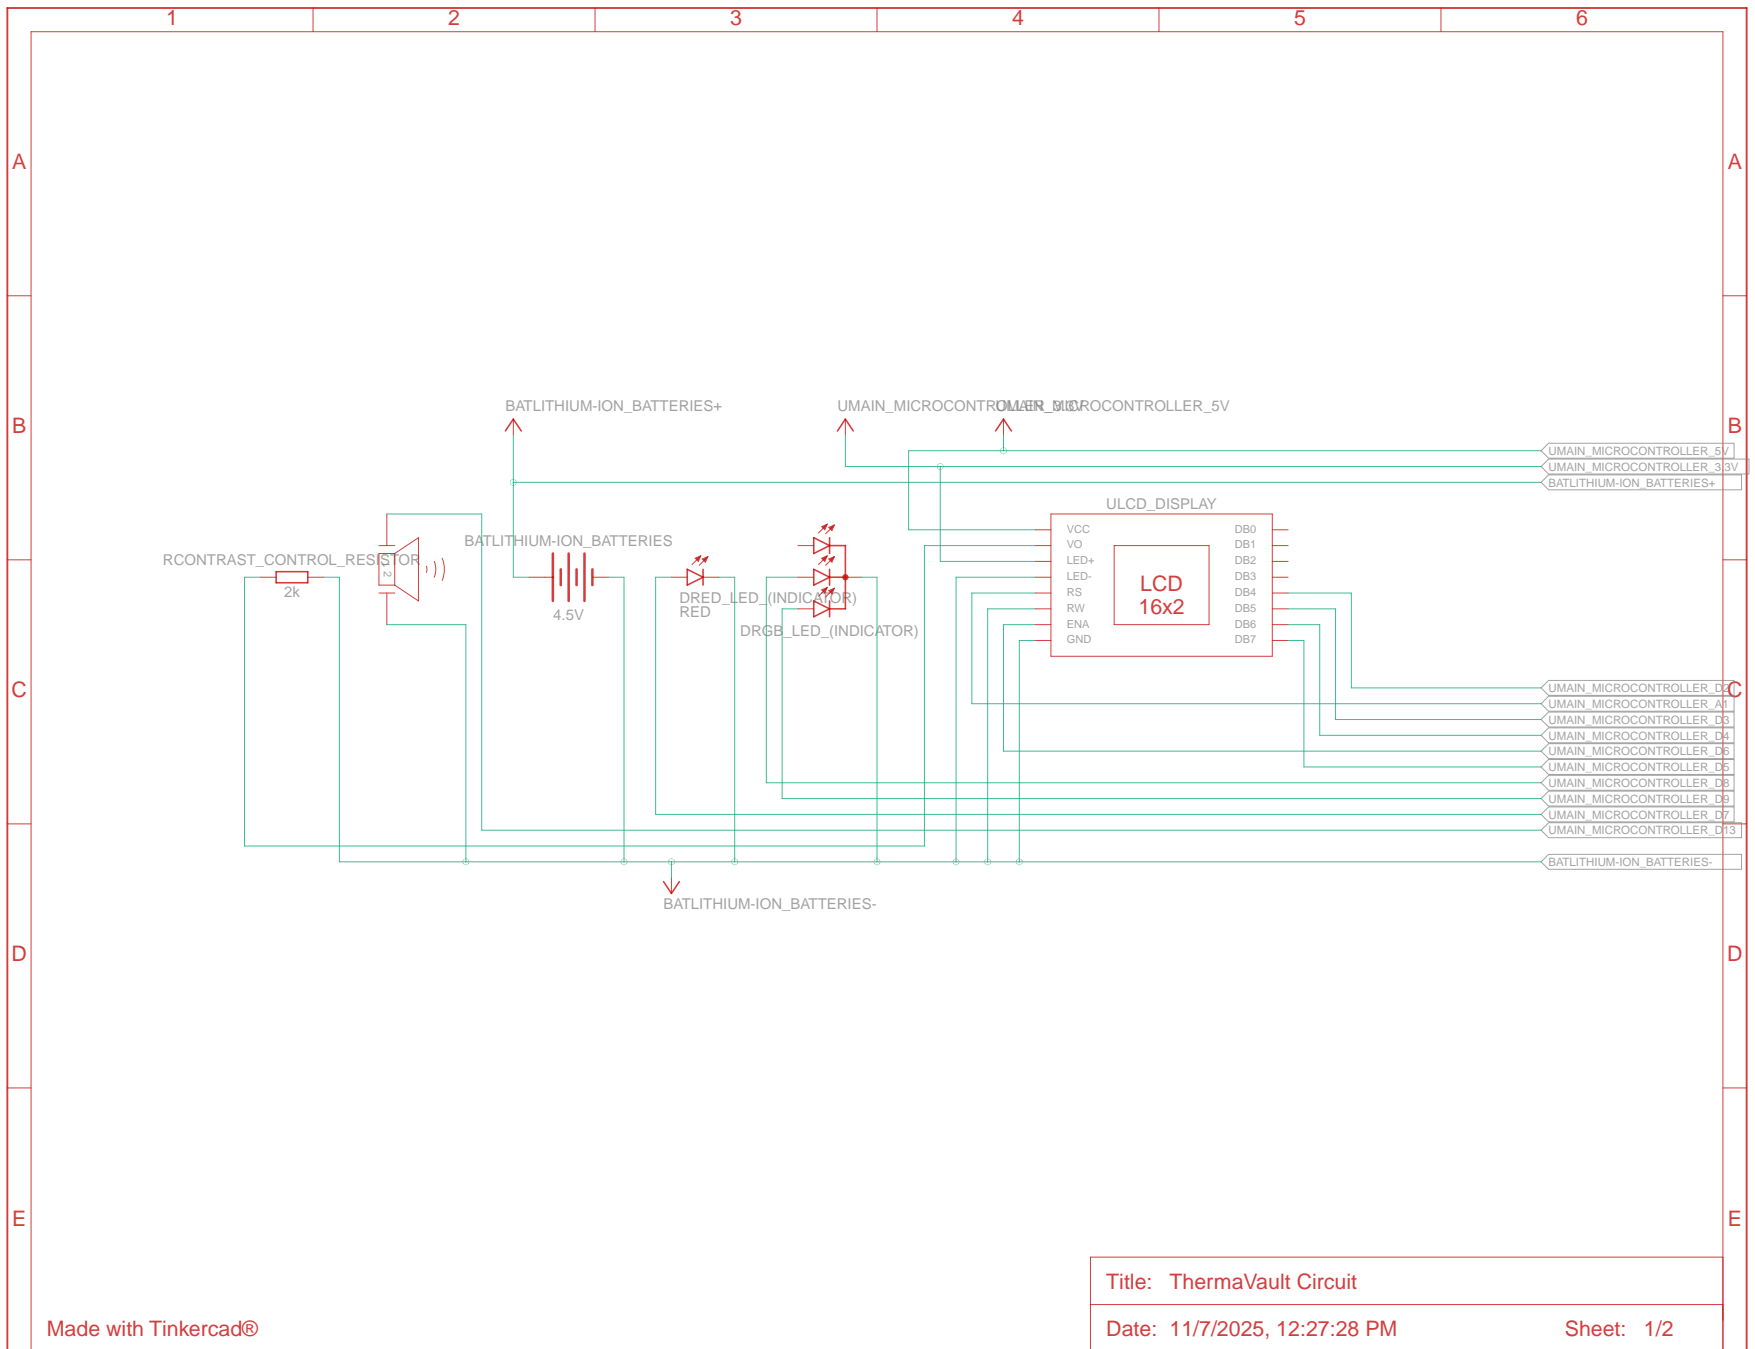 1 2 3 4 5 6
A A
BATLITHIUM-ION_BATTERIES+
UMAIN_MICROCONTROLLER_3.3V
UMAIN_MICROCONTROLLER_5V
B B
UMAIN_MICROCONTROLLER_5V
UMAIN_MICROCONTROLLER_3.3V
BATLITHIUM-ION_BATTERIES+
ULCD_DISPLAY
BATLITHIUM-ION_BATTERIES
4.5V
RCONTRAST_CONTROL_RESISTOR
2k
DRED_LED_(INDICATOR)
RED
DRGB_LED_(INDICATOR)
VCC DB0
VO DB1
LED+ DB2
LED- DB3
RS DB4
RW DB5
ENA DB6
GND DB7
LCD
16x2
C C
UMAIN_MICROCONTROLLER_D2
UMAIN_MICROCONTROLLER_A1
UMAIN_MICROCONTROLLER_D3
UMAIN_MICROCONTROLLER_D4
UMAIN_MICROCONTROLLER_D6
UMAIN_MICROCONTROLLER_D5
UMAIN_MICROCONTROLLER_D8
UMAIN_MICROCONTROLLER_D9
UMAIN_MICROCONTROLLER_D7
UMAIN_MICROCONTROLLER_D13
BATLITHIUM-ION_BATTERIES-
BATLITHIUM-ION_BATTERIES-
D D
E E
Title: ThermaVault Circuit
Made with Tinkercad®
Date: 11/7/2025, 12:27:28 PM Sheet: 1/2